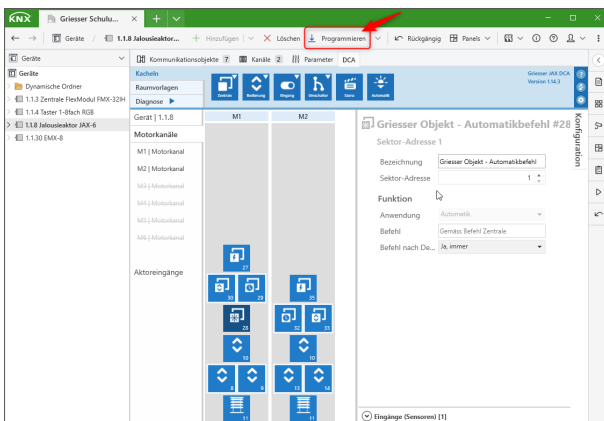 KNX Griesser Schulu... × + ∨
Geräte / 1.1.8 Jalousieaktor... + Hinzufügen Löschen Programmieren Rückgängig Panels
Geräte Kommunikationsobjekte 7 Kanäle 2 Parameter DCA
Geräte
Dynamische Ordner
1.1.3 Zentrale FlexModul FMX-32IH
1.1.4 Taster 1-8fach RGB
1.1.8 Jalousieaktor JAX-6
1.1.30 EMX-8
Kacheln
Raumvorlagen
Diagnose
Zentrale Bedienung Eingang Umschalter Szene Automatik
Griesser JAX DCA
Version 1.14.3
Konfiguration
Gerät | 1.1.8
Motorkanäle
M1 | Motorkanal
M2 | Motorkanal
M3 | Motorkanal
M4 | Motorkanal
M5 | Motorkanal
M6 | Motorkanal
Aktoreingänge
M1 M2
27
30 29 35
28 32 33
10 10
8 9 13 14
11 11
Griesser Objekt - Automatikbefehl #28
Sektor-Adresse 1
Bezeichnung Griesser Objekt - Automatikbefehl
Sektor-Adresse 1
Funktion
Anwendung Automatik
Befehl Gemäss Befehl Zentrale
Befehl nach De... Ja, immer
Eingänge (Sensoren) [1]